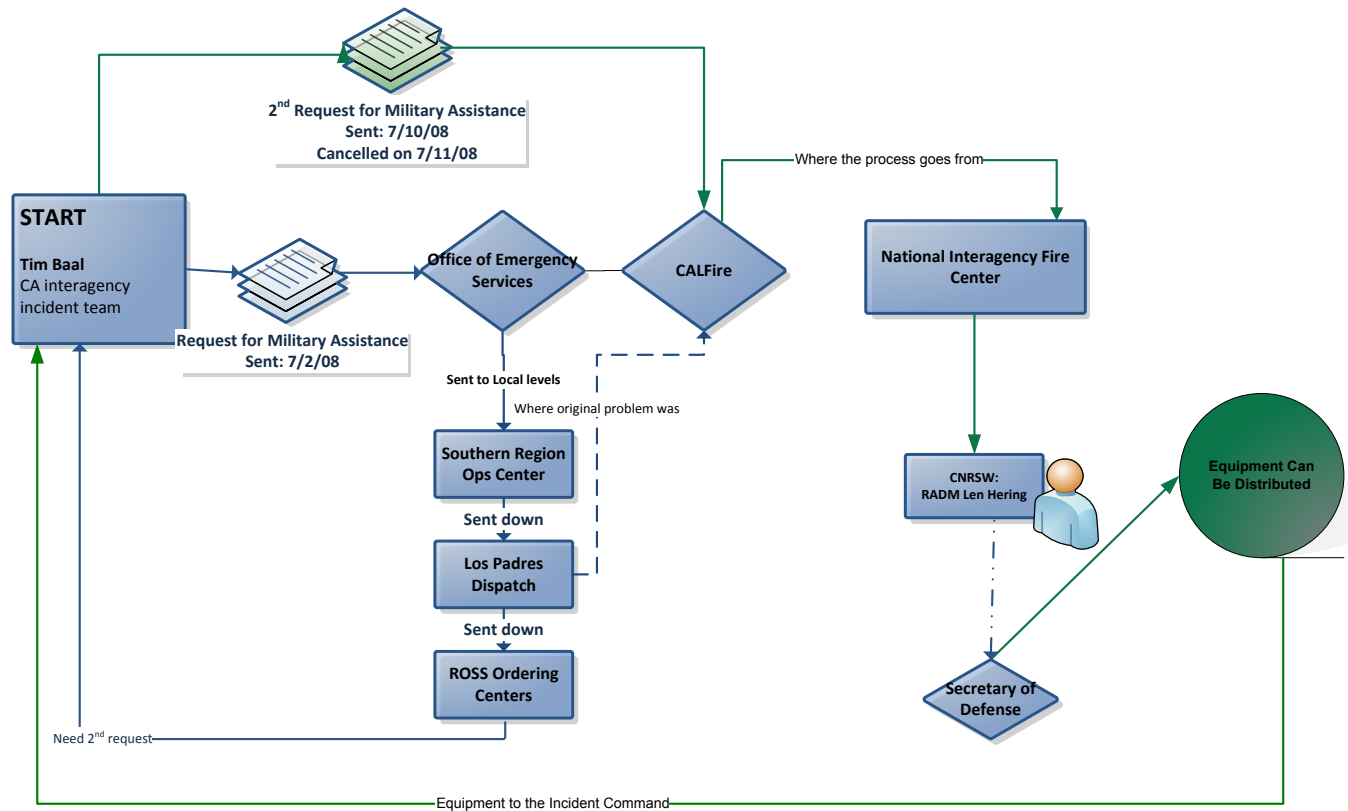 2nd Request for Military Assistance
Sent: 7/10/08
Cancelled on 7/11/08
Where the process goes from
START
Tim Baal
CA interagency
incident team
Request for Military Assistance
Sent: 7/2/08
Office of Emergency
Services
CALFire
National Interagency Fire
Center
Sent to Local levels
Where original problem was
Southern Region
Ops Center
Sent down
Los Padres
Dispatch
Sent down
ROSS Ordering
Centers
Need 2nd request
CNRSW:
RADM Len Hering
Equipment Can
Be Distributed
Secretary of
Defense
Equipment to the Incident Command